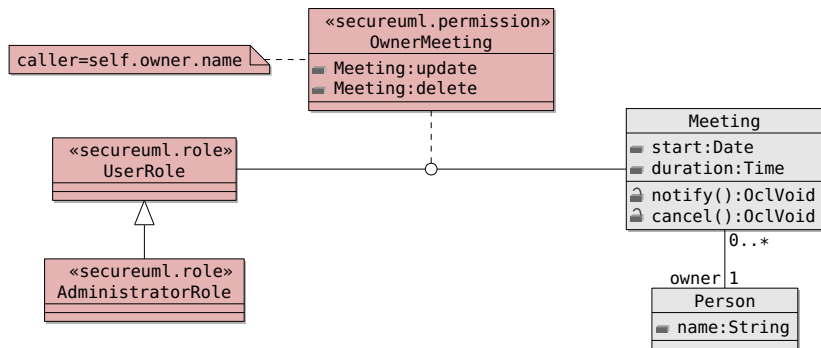 «secureuml.permission»
OwnerMeeting
Meeting:update
Meeting:delete
caller=self.owner.name
«secureuml.role»
UserRole
Meeting
start:Date
duration:Time
notify():OclVoid
cancel():OclVoid
0..*
owner 1
«secureuml.role»
AdministratorRole
Person
name:String